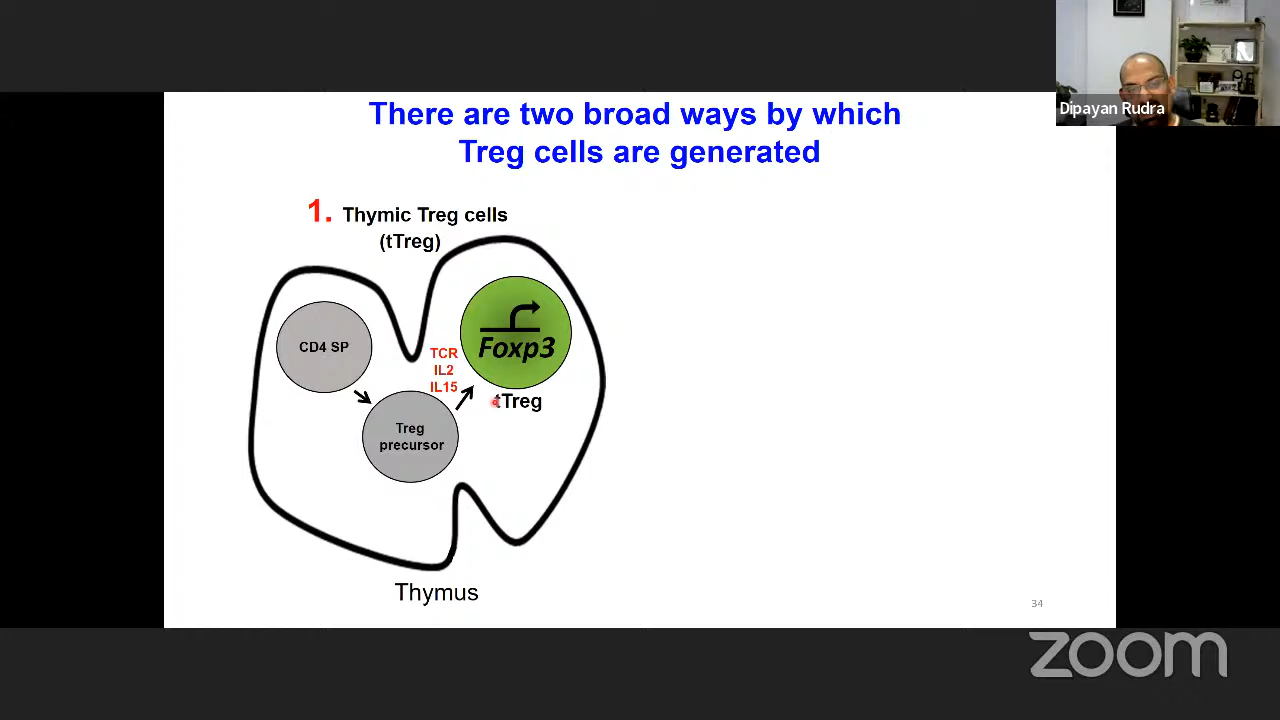 There are two broad ways by which
Treg cells are generated
1. Thymic Treg cells
(tTreg)
CD4 SP
Treg
precursor
TCR
IL2
IL15
Foxp3
tTreg
Thymus
34
Dipayan Rudra
zoom